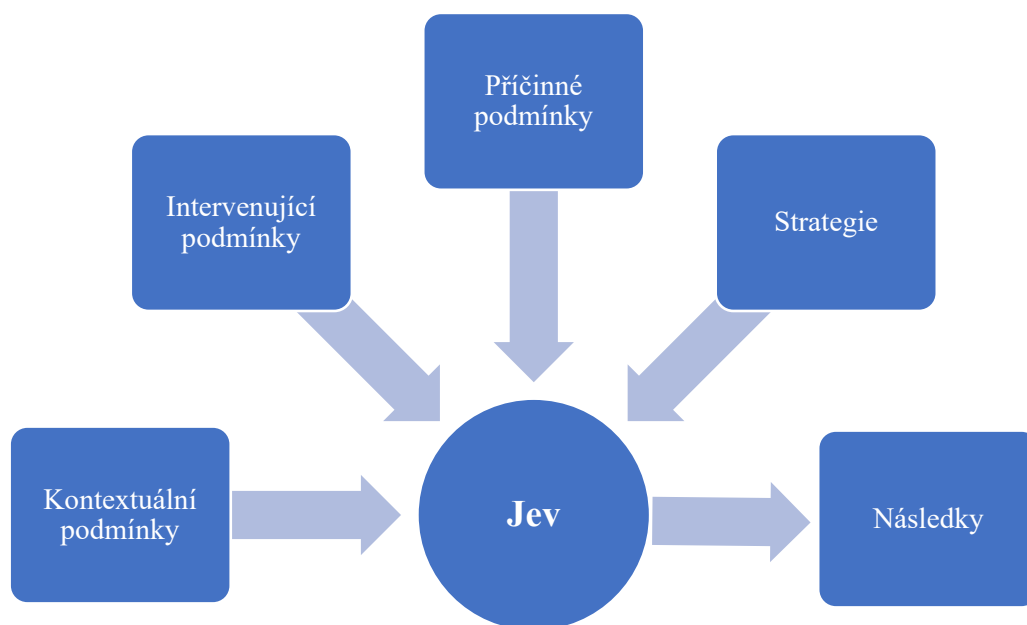 Příčinné
podmínky
Intervenující
podmínky
Strategie
Kontextuální
podmínky
Jev
Následky